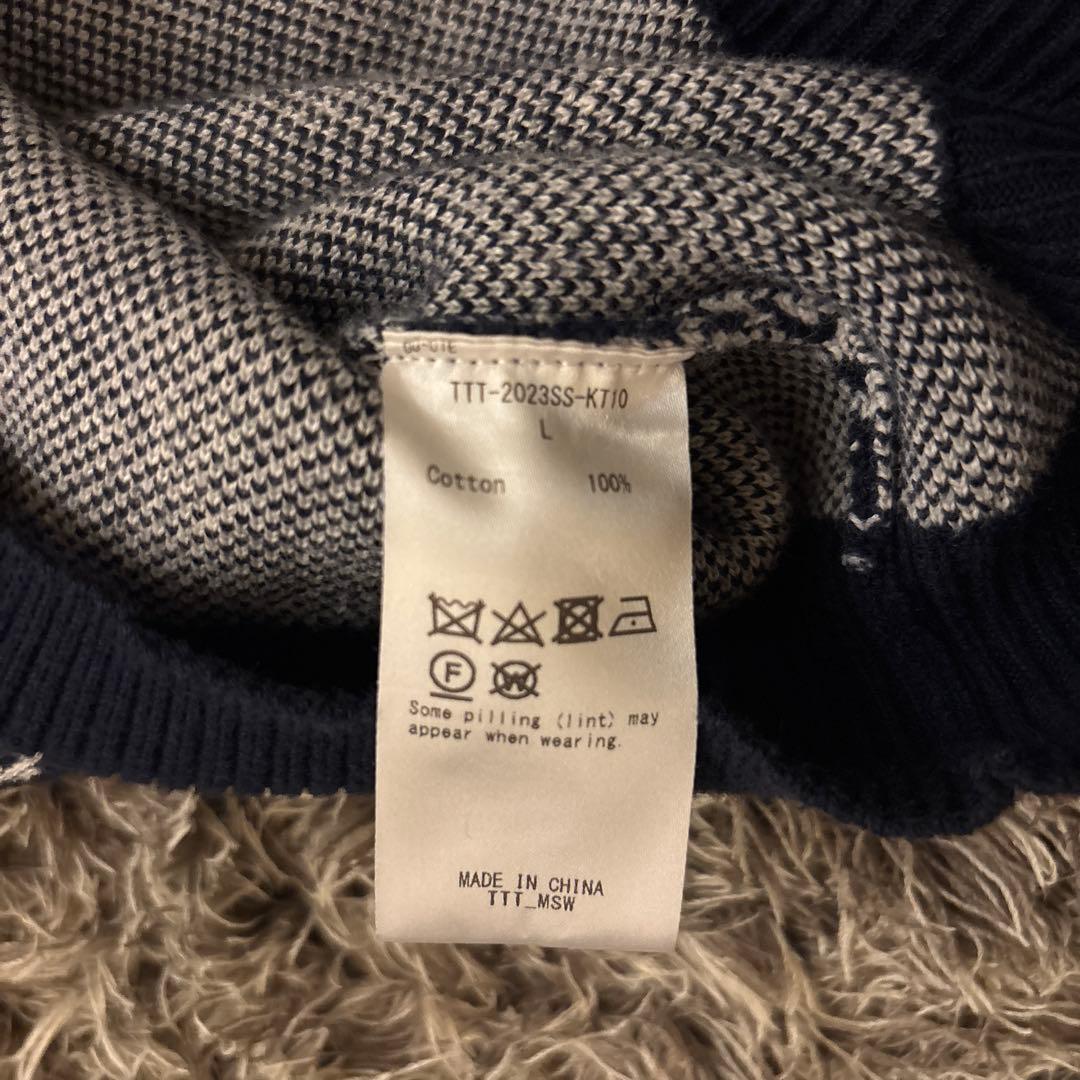 TTT-2023SS-KT10
L
Cotton 100%
F
W
Some pilling (lint) may
appear when wearing.
MADE IN CHINA
TTT_MSW